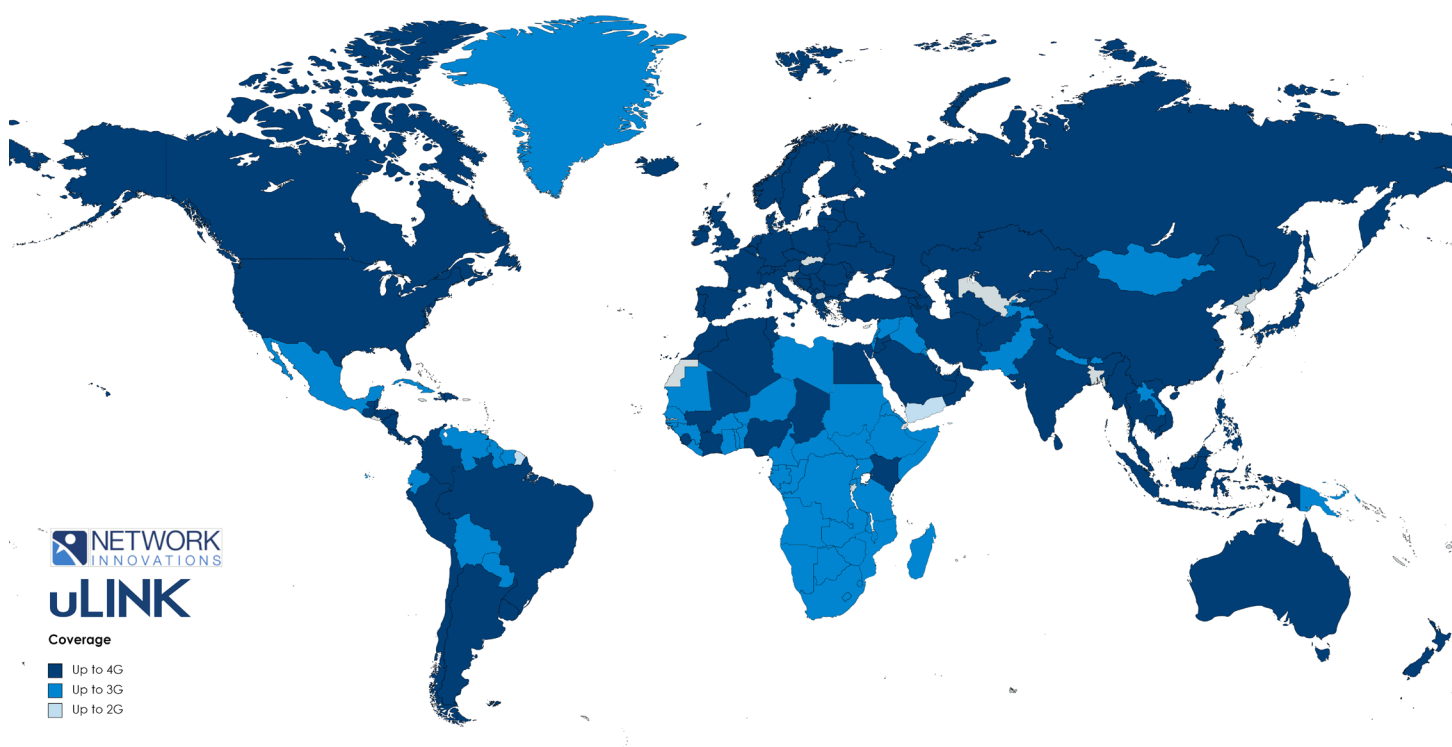 NETWORK
INNOVATIONS
uLINK
Coverage
Up to 4G
Up to 3G
Up to 2G